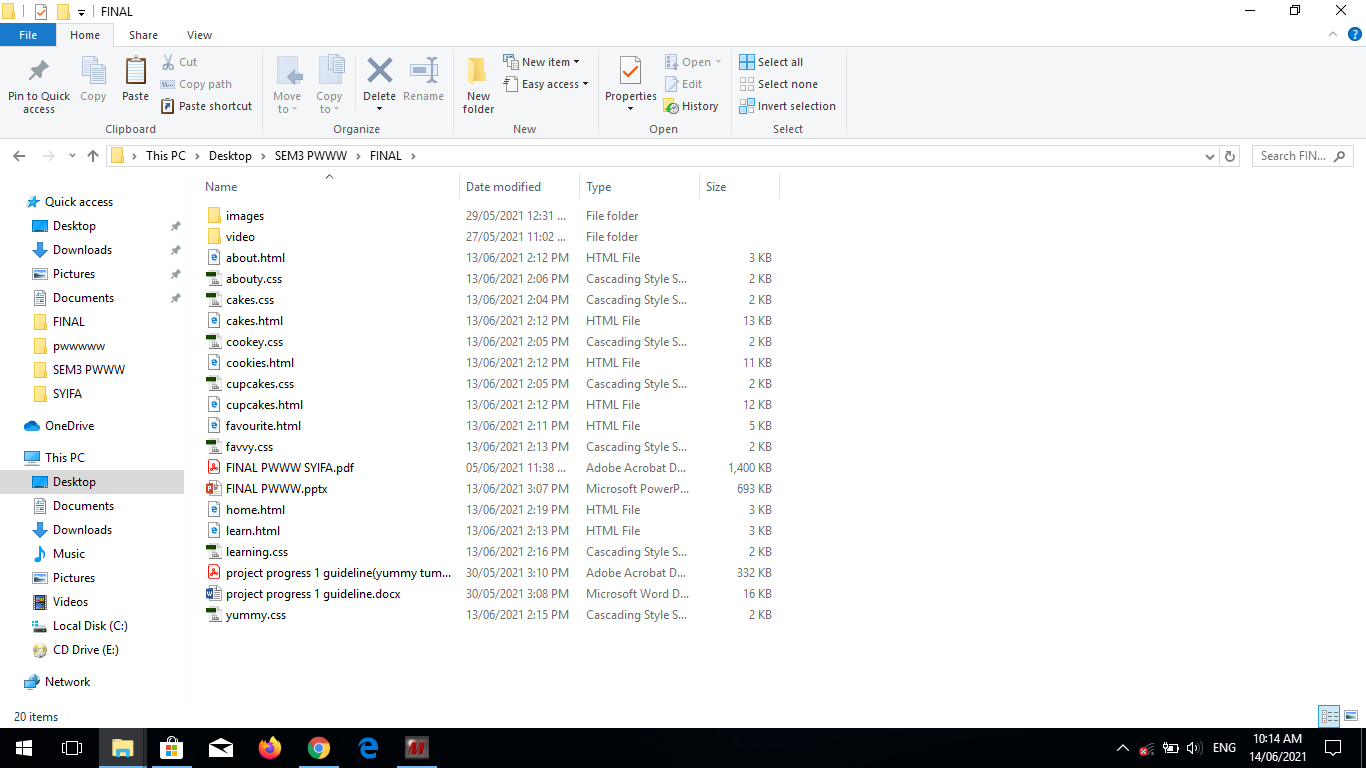 FINAL
File Home Share View
Pin to Quick access
Copy
Paste
Cut
Copy path
Paste shortcut
Clipboard
Move to
Copy to
Delete
Rename
Organize
New folder
New item
Easy access
New
Properties
Open
Edit
History
Open
Select all
Select none
Invert selection
Select
This PC > Desktop > SEM3 PWWW > FINAL >
Search FIN...
Quick access
Desktop
Downloads
Pictures
Documents
FINAL
pwwwww
SEM3 PWWW
SYIFA
OneDrive
This PC
Desktop
Documents
Downloads
Music
Pictures
Videos
Local Disk (C:)
CD Drive (E:)
Network
Name Date modified Type Size
images 29/05/2021 12:31 ... File folder
video 27/05/2021 11:02 ... File folder
about.html 13/06/2021 2:12 PM HTML File 3 KB
abouty.css 13/06/2021 2:06 PM Cascading Style S... 2 KB
cakes.css 13/06/2021 2:04 PM Cascading Style S... 2 KB
cakes.html 13/06/2021 2:12 PM HTML File 13 KB
cookey.css 13/06/2021 2:05 PM Cascading Style S... 2 KB
cookies.html 13/06/2021 2:12 PM HTML File 11 KB
cupcakes.css 13/06/2021 2:05 PM Cascading Style S... 2 KB
cupcakes.html 13/06/2021 2:12 PM HTML File 12 KB
favourite.html 13/06/2021 2:11 PM HTML File 5 KB
favvy.css 13/06/2021 2:13 PM Cascading Style S... 2 KB
FINAL PWWW SYIFA.pdf 05/06/2021 11:38 ... Adobe Acrobat D... 1,400 KB
FINAL PWWW.pptx 13/06/2021 3:07 PM Microsoft PowerP... 693 KB
home.html 13/06/2021 2:19 PM HTML File 3 KB
learn.html 13/06/2021 2:13 PM HTML File 3 KB
learning.css 13/06/2021 2:16 PM Cascading Style S... 2 KB
project progress 1 guideline(yummy tum... 30/05/2021 3:10 PM Adobe Acrobat D... 332 KB
project progress 1 guideline.docx 30/05/2021 3:08 PM Microsoft Word D... 16 KB
yummy.css 13/06/2021 2:15 PM Cascading Style S... 2 KB
20 items
ENG
10:14 AM
14/06/2021